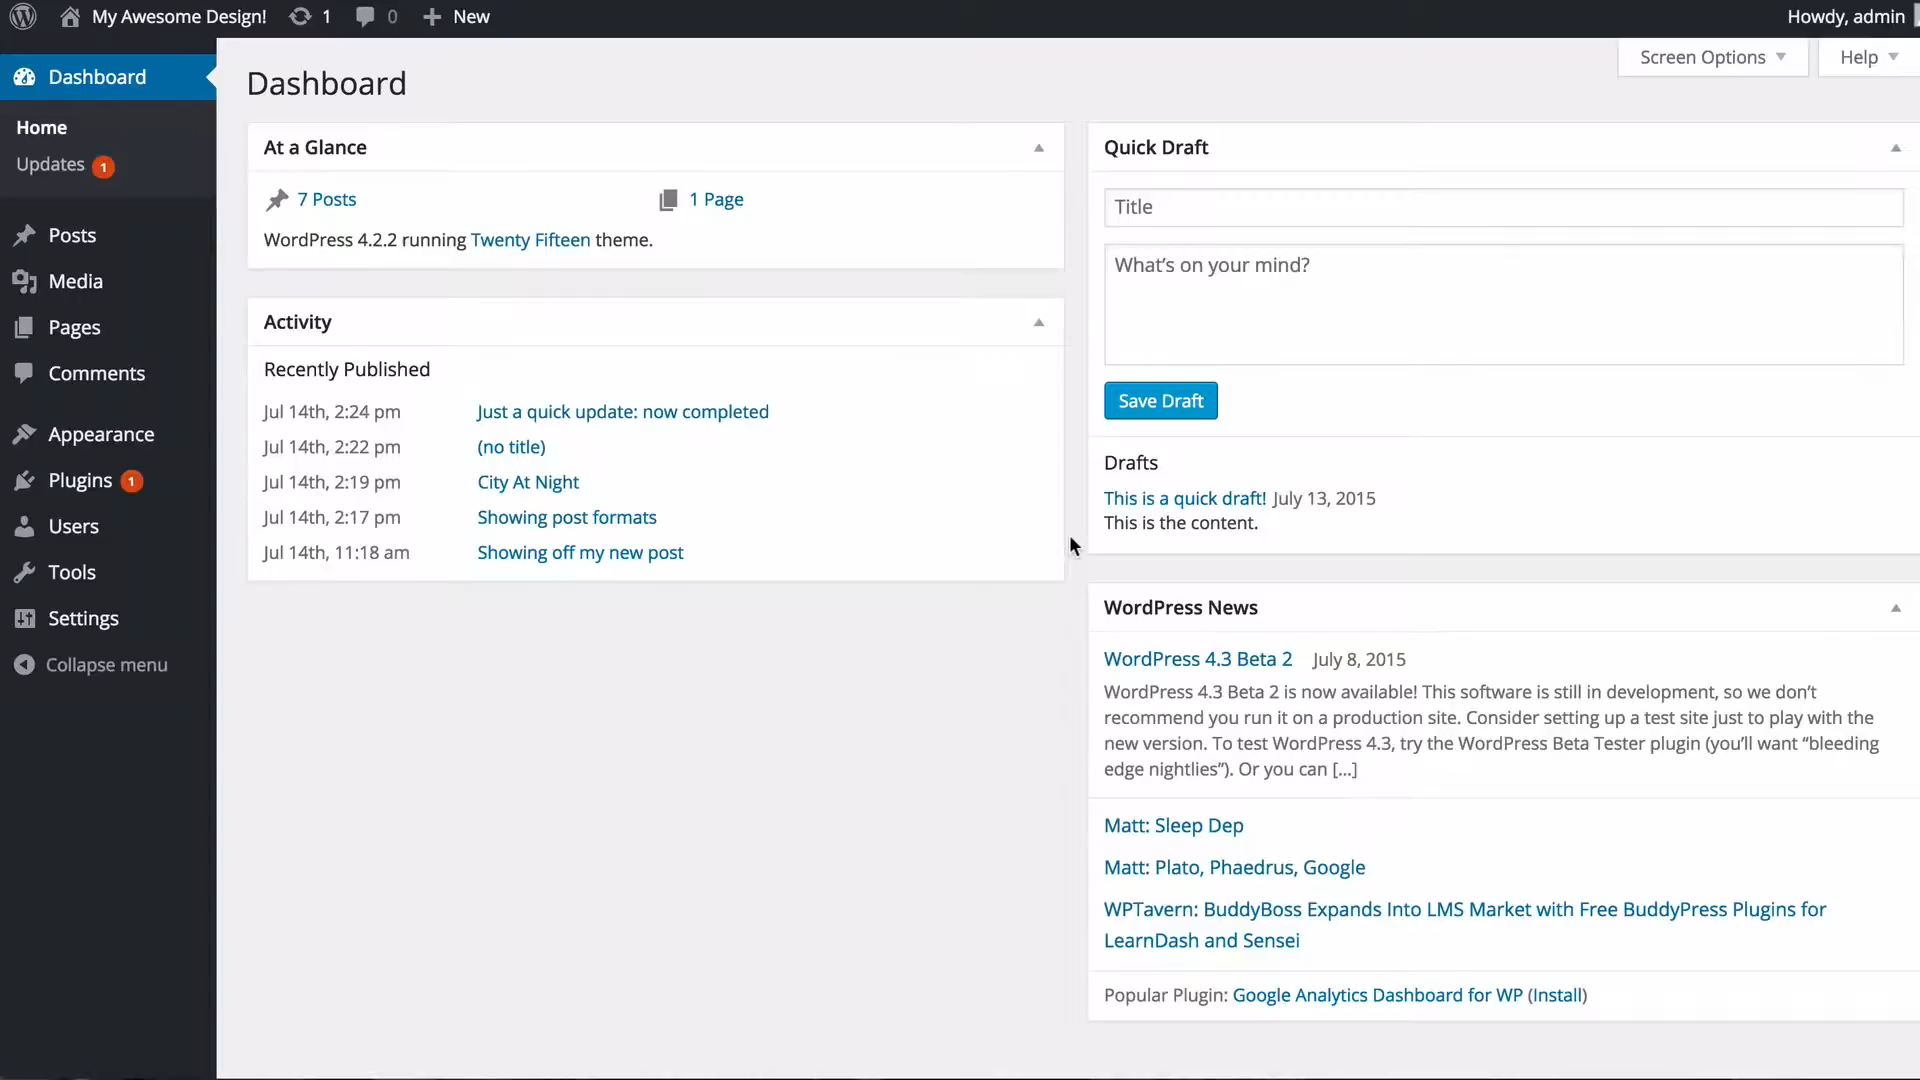 My Awesome Design! 1 0 New Howdy, admin
Screen Options Help
Dashboard
Home
Updates 1
Posts
Media
Pages
Comments
Appearance
Plugins 1
Users
Tools
Settings
Collapse menu
Dashboard
At a Glance
7 Posts 1 Page
WordPress 4.2.2 running Twenty Fifteen theme.
Activity
Recently Published
Jul 14th, 2:24 pm Just a quick update: now completed
Jul 14th, 2:22 pm (no title)
Jul 14th, 2:19 pm City At Night
Jul 14th, 2:17 pm Showing post formats
Jul 14th, 11:18 am Showing off my new post
Quick Draft
Title
What’s on your mind?
Save Draft
Drafts
This is a quick draft! July 13, 2015
This is the content.
WordPress News
WordPress 4.3 Beta 2 July 8, 2015
WordPress 4.3 Beta 2 is now available! This software is still in development, so we don’t
recommend you run it on a production site. Consider setting up a test site just to play with the
new version. To test WordPress 4.3, try the WordPress Beta Tester plugin (you’ll want “bleeding
edge nightlies”). Or you can [...]
Matt: Sleep Dep
Matt: Plato, Phaedrus, Google
WPTavern: BuddyBoss Expands Into LMS Market with Free BuddyPress Plugins for
LearnDash and Sensei
Popular Plugin: Google Analytics Dashboard for WP (Install)